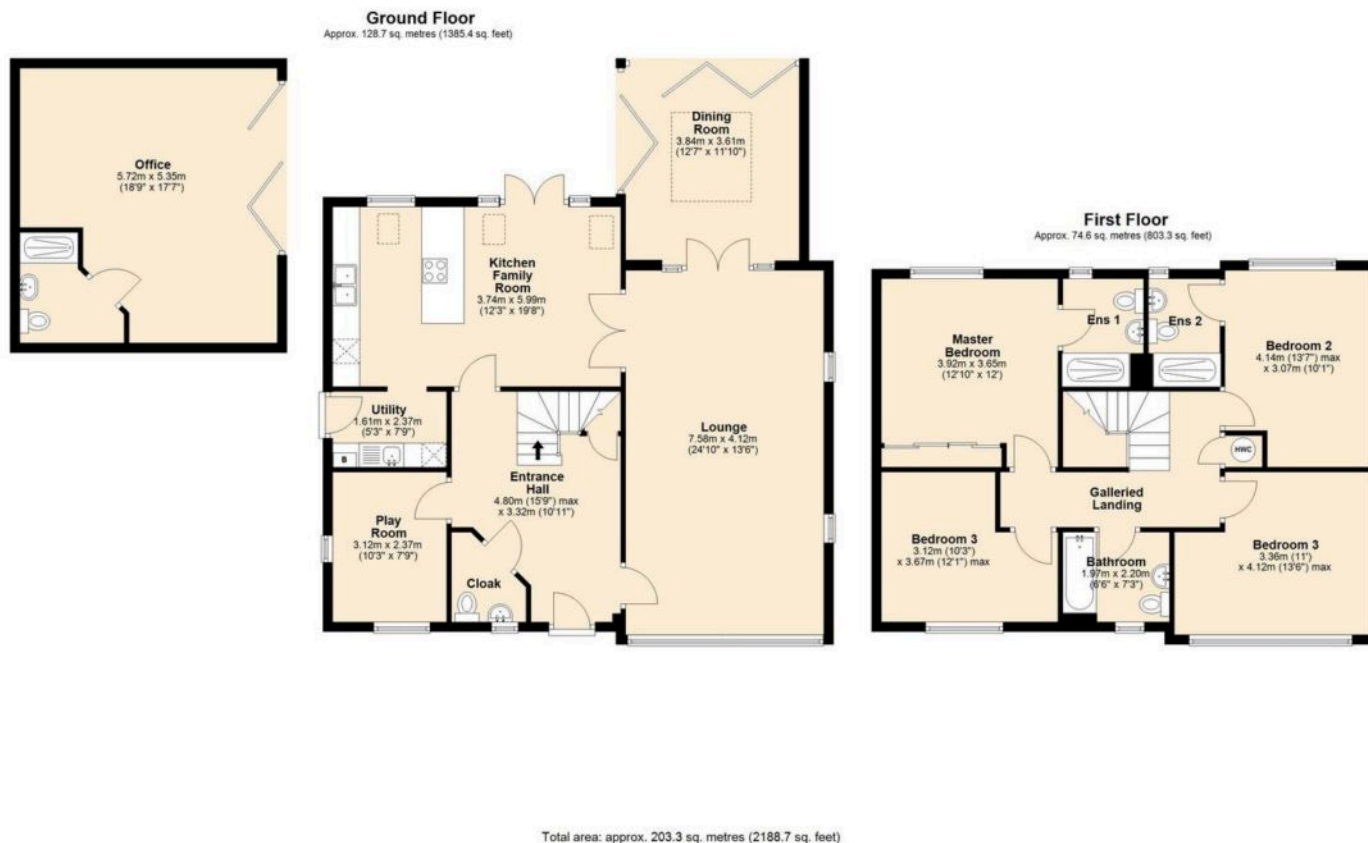 Ground Floor
Approx. 128.7 sq. metres (1385.4 sq. feet)
Office
5.72m x 5.35m
(18'9" x 17'7")
Dining
Room
3.84m x 3.61m
(12'7" x 11'10")
Kitchen
Family
Room
3.74m x 5.99m
(12'3" x 19'8")
Utility
1.61m x 2.37m
(5'3" x 7'9")
B
Lounge
7.58m x 4.12m
(24'10" x 13'6")
Entrance
Hall
4.80m (15'9") max
x 3.32m (10'11")
Play
Room
3.12m x 2.37m
(10'3" x 7'9")
Cloak
First Floor
Approx. 74.6 sq. metres (803.3 sq. feet)
Master
Bedroom
3.92m x 3.65m
(12'10" x 12')
Ens 1
Ens 2
Bedroom 2
4.14m (13'7") max
x 3.07m (10'1")
HWC
Galleried
Landing
Bedroom 3
3.12m (10'3")
x 3.67m (12'1") max
Bathroom
1.97m x 2.20m
(6'6" x 7'3")
Bedroom 3
3.36m (11')
x 4.12m (13'6") max
Total area: approx. 203.3 sq. metres (2188.7 sq. feet)